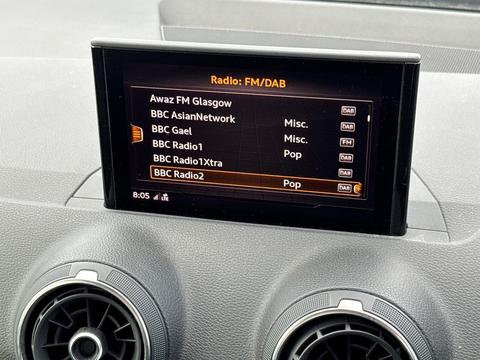 Radio: FM/DAB
Awaz FM Glasgow DAB
BBC AsianNetwork Misc. DAB
BBC Gael Misc. FM
BBC Radio1 Pop DAB
BBC Radio1Xtra DAB
BBC Radio2 Pop DAB
8:05 LTE